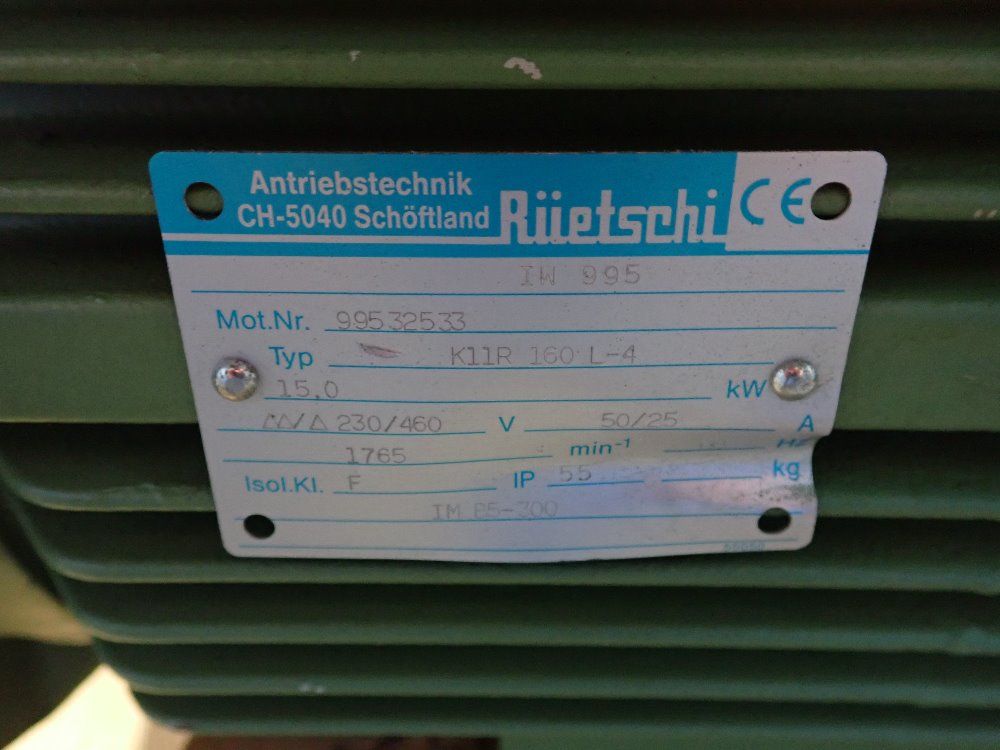 Antriebstechnik
CH-5040 Schöftland Rüetschi CE
IW 995
Mot.Nr. 99532533
Typ K11R 160 L-4
15,0 kW
/Δ 230/460 V 50/25 A
1765 min⁻¹ Hz
Isol.Kl. F IP 55 kg
IM B5-300